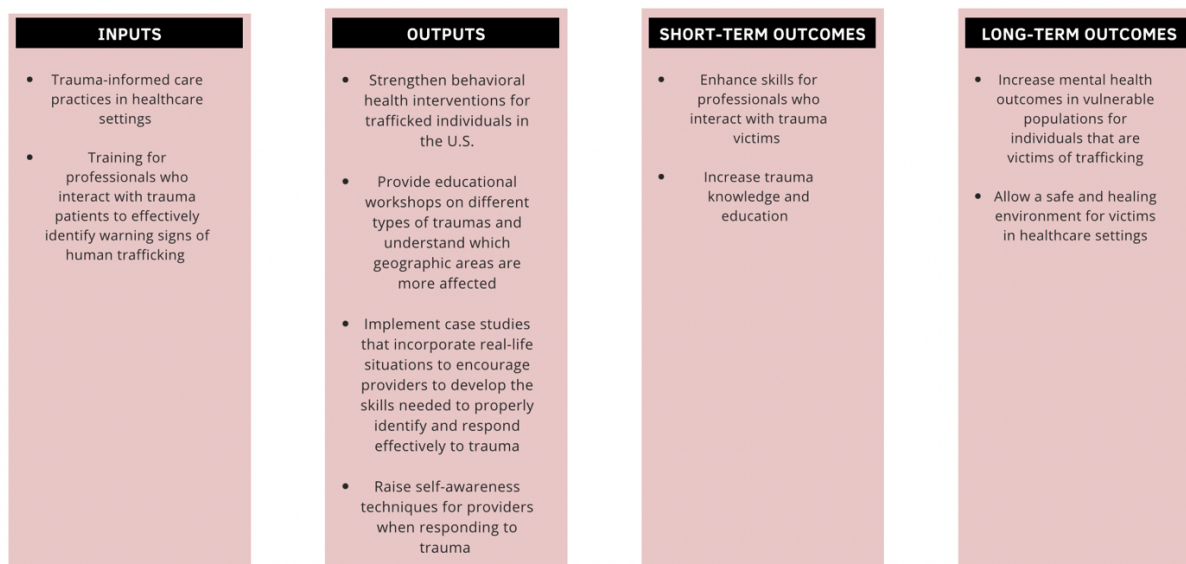 INPUTS
• Trauma-informed care
practices in healthcare
settings
• Training for
professionals who
interact with trauma
patients to effectively
identify warning signs of
human trafficking
OUTPUTS
• Strengthen behavioral
health interventions for
trafficked individuals in
the U.S.
• Provide educational
workshops on different
types of traumas and
understand which
geographic areas are
more affected
• Implement case studies
that incorporate real-life
situations to encourage
providers to develop the
skills needed to properly
identify and respond
effectively to trauma
• Raise self-awareness
techniques for providers
when responding to
trauma
SHORT-TERM OUTCOMES
• Enhance skills for
professionals who
interact with trauma
victims
• Increase trauma
knowledge and
education
LONG-TERM OUTCOMES
• Increase mental health
outcomes in vulnerable
populations for
individuals that are
victims of trafficking
• Allow a safe and healing
environment for victims
in healthcare settings